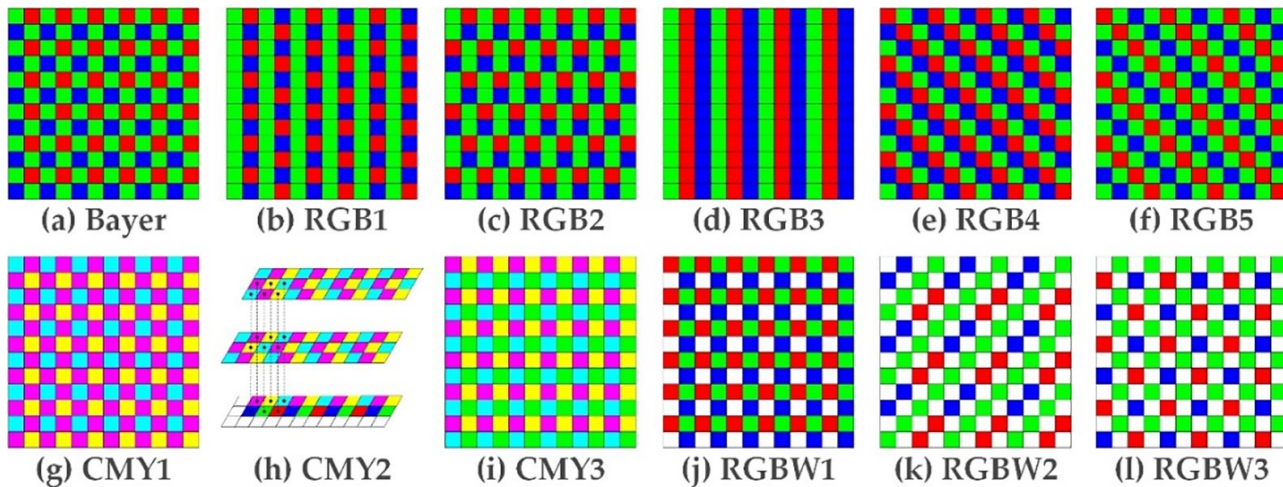 (a) Bayer (b) RGB1 (c) RGB2 (d) RGB3 (e) RGB4 (f) RGB5
(g) CMY1 (h) CMY2 (i) CMY3 (j) RGBW1 (k) RGBW2 (l) RGBW3